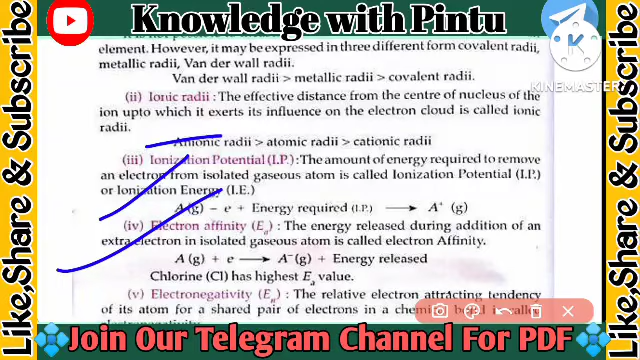 Knowledge with Pintu
element. However, it may be expressed in three different form covalent radii,
metallic radii, Van der wall radii.
Van der wall radii > metallic radii > covalent radii.
(ii) Ionic radii : The effective distance from the centre of nucleus of the
ion upto which it exerts its influence on the electron cloud is called ionic
radii.
Anionic radii > atomic radii > cationic radii
(iii) Ionization Potential (I.P.) : The amount of energy required to remove
an electron from isolated gaseous atom is called Ionization Potential (I.P.)
or Ionization Energy (I.E.)
A(g) – e + Energy required (I.P.) ⟶ A⁺ (g)
(iv) Electron affinity (Eₐ) : The energy released during addition of an
extra electron in isolated gaseous atom is called electron Affinity.
A (g) + e ⟶ A⁻(g) + Energy released
Chlorine (Cl) has highest Eₐ value.
(v) Electronegativity (Eₙ) : The relative electron attracting tendency
of its atom for a shared pair of electrons in a chemical bond is called
Join Our Telegram Channel For PDF
Like,Share & Subscribe
Like,Share & Subscribe
KINEMASTER